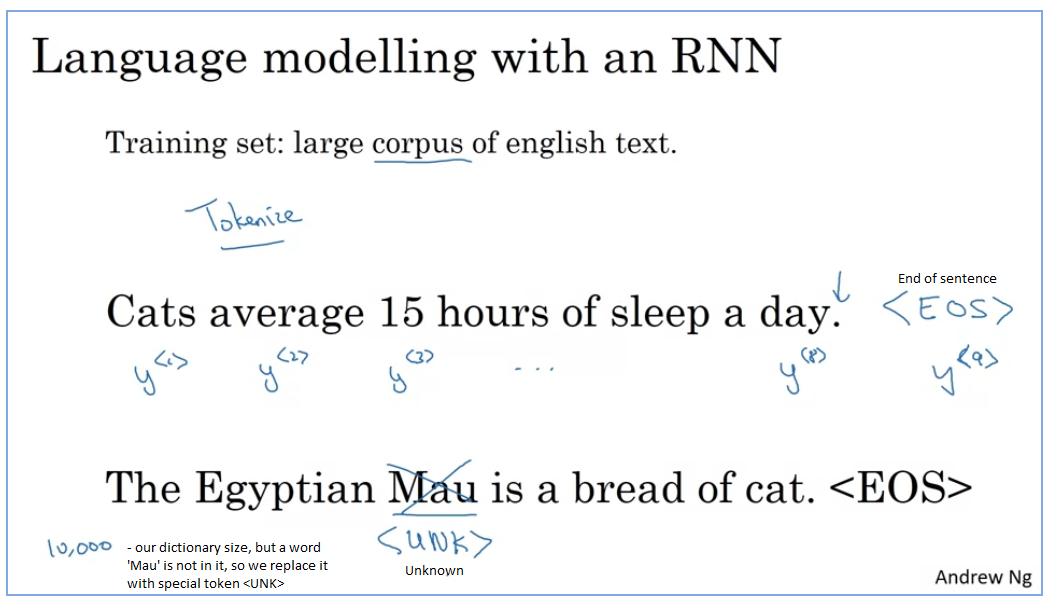 Language modelling with an RNN
Training set: large corpus of english text.
Tokenize
End of sentence
Cats average 15 hours of sleep a day. <EOS>
y<1> y<2> y<3> ... y<8> y<9>
The Egyptian Mau is a bread of cat. <EOS>
10,000 - our dictionary size, but a word
'Mau' is not in it, so we replace it
with special token <UNK>
<UNK>
Unknown
Andrew Ng